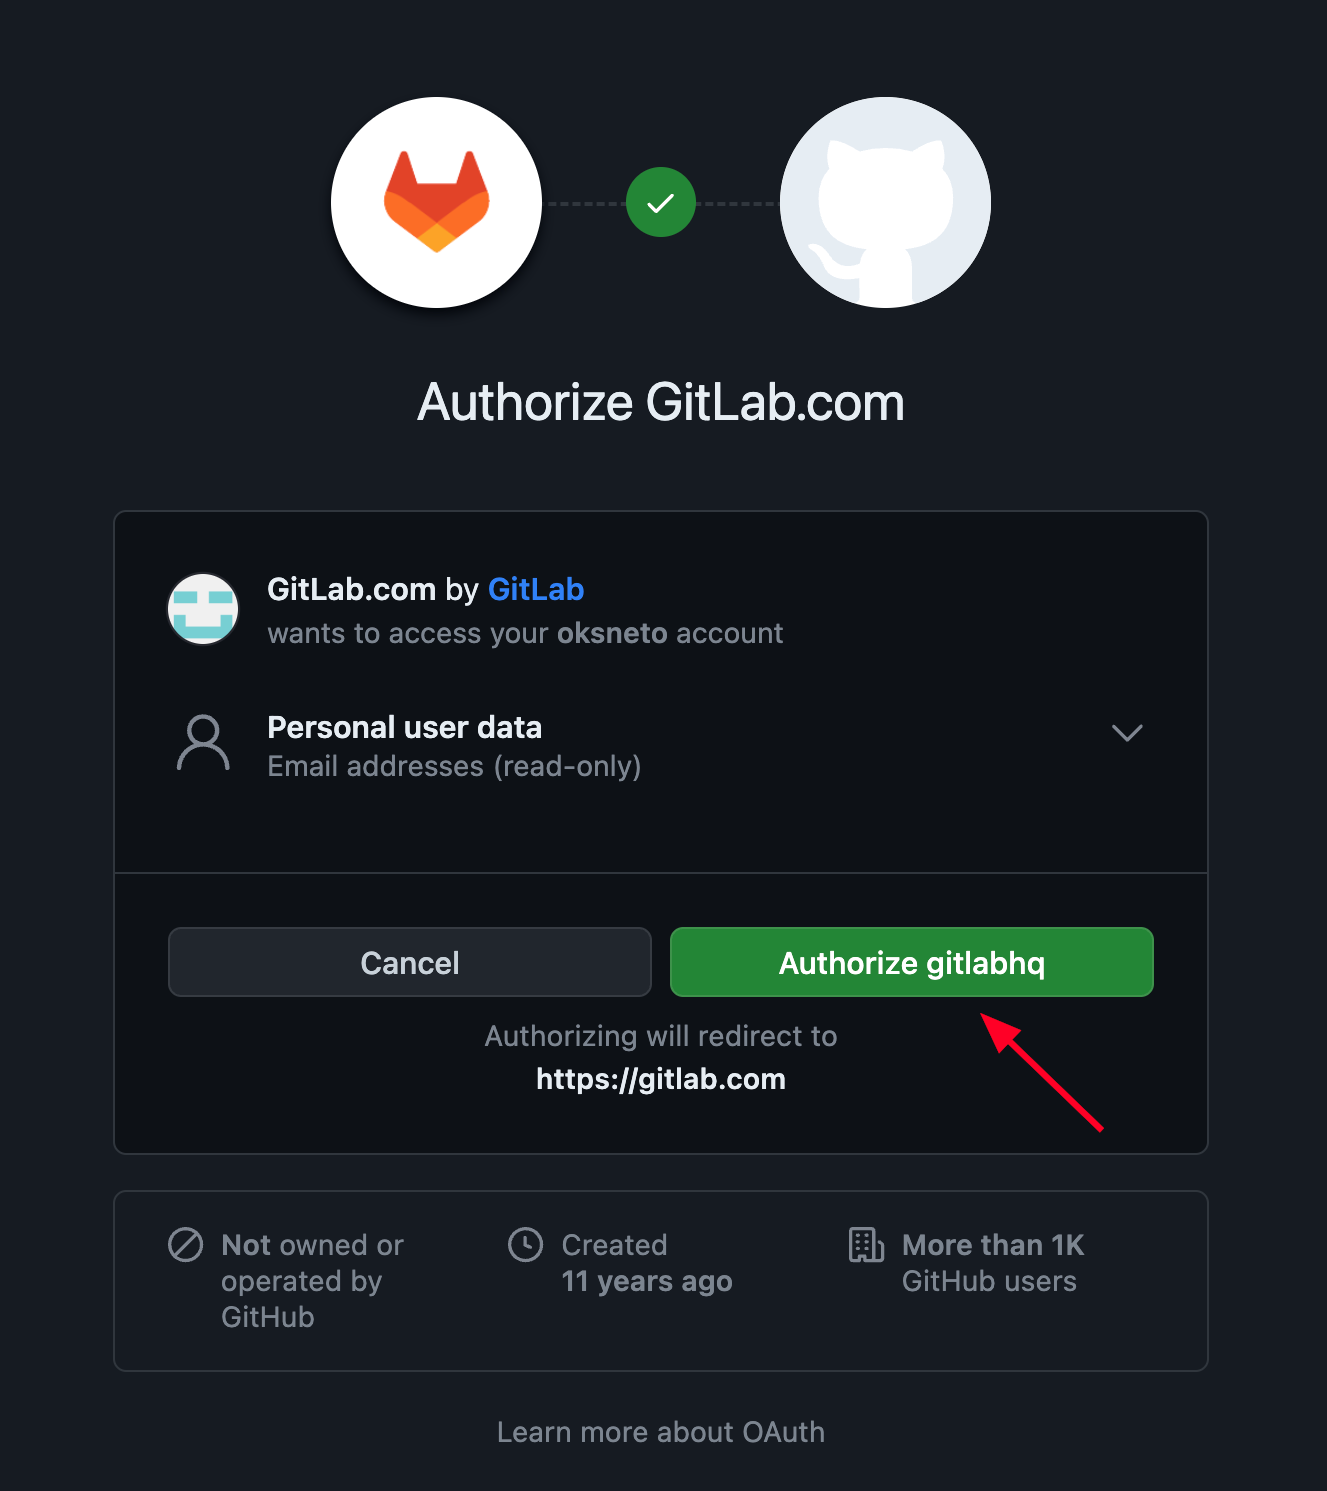 Authorize GitLab.com
GitLab.com by GitLab
wants to access your oksneto account
Personal user data
Email addresses (read-only)
Cancel
Authorize gitlabhq
Authorizing will redirect to
https://gitlab.com
Not owned or
operated by
GitHub
Created
11 years ago
More than 1K
GitHub users
Learn more about OAuth